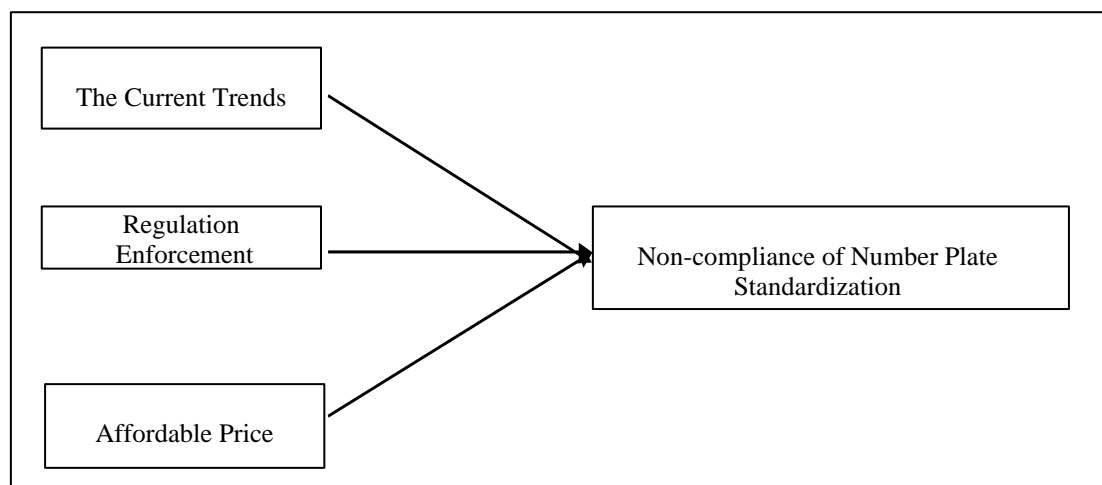 The Current Trends
Regulation
Enforcement
Non-compliance of Number Plate
Standardization
Affordable Price